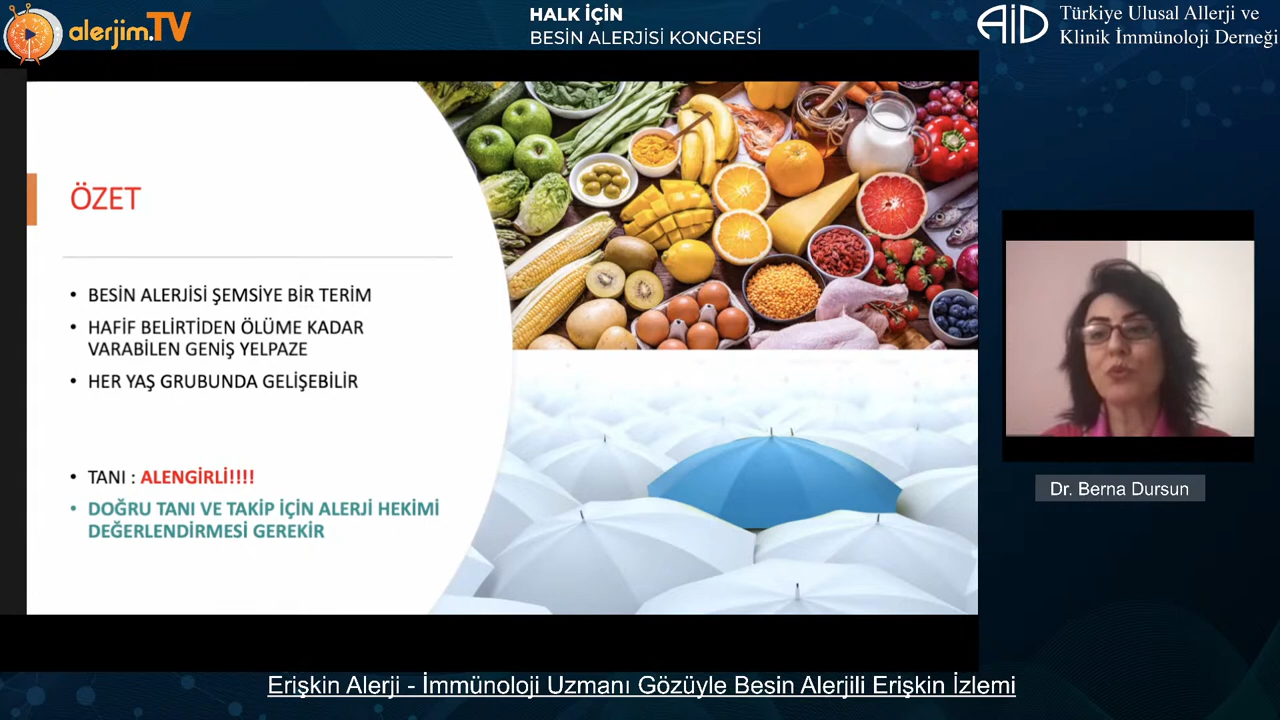 alerjim.TV
HALK İÇİN
BESİN ALERJİSİ KONGRESİ
AİD
Türkiye Ulusal Allerji ve
Klinik İmmünoloji Derneği
ÖZET
• BESİN ALERJİSİ ŞEMSİYE BİR TERİM
• HAFİF BELİRTİDEN ÖLÜME KADAR
VARABİLEN GENİŞ YELPAZE
• HER YAŞ GRUBUNDA GELİŞEBİLİR
• TANI : ALENGİRLİ!!!!
• DOĞRU TANI VE TAKİP İÇİN ALERJİ HEKİMİ
DEĞERLENDİRMESİ GEREKİR
Dr. Berna Dursun
Erişkin Alerji - İmmünoloji Uzmanı Gözüyle Besin Alerjili Erişkin İzlemi